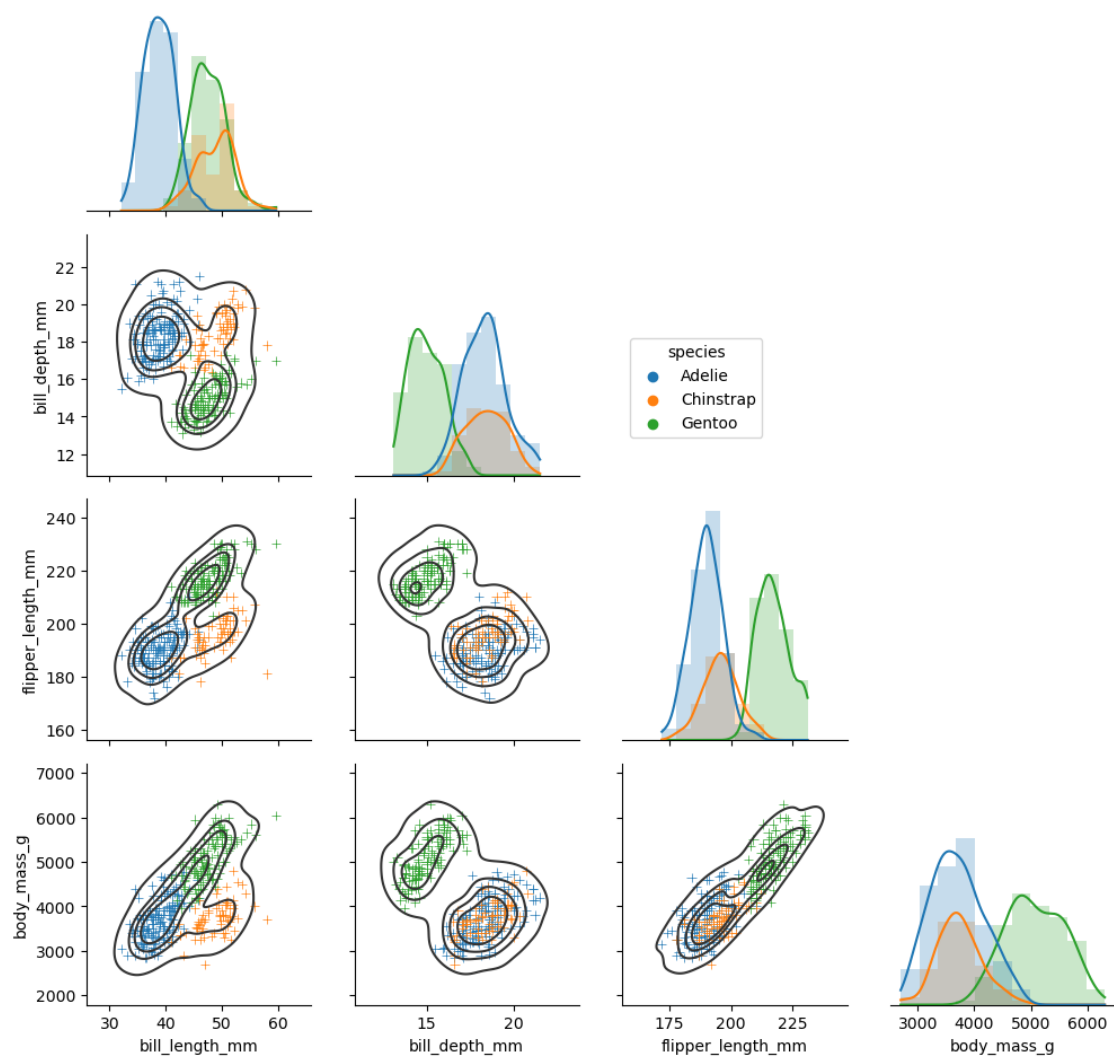 bill_depth_mm
22
20
18
16
14
12
species
Adelie
Chinstrap
Gentoo
flipper_length_mm
240
220
200
180
160
body_mass_g
7000
6000
5000
4000
3000
2000
30 40 50 60
15 20
175 200 225
3000 4000 5000 6000
bill_length_mm
bill_depth_mm
flipper_length_mm
body_mass_g